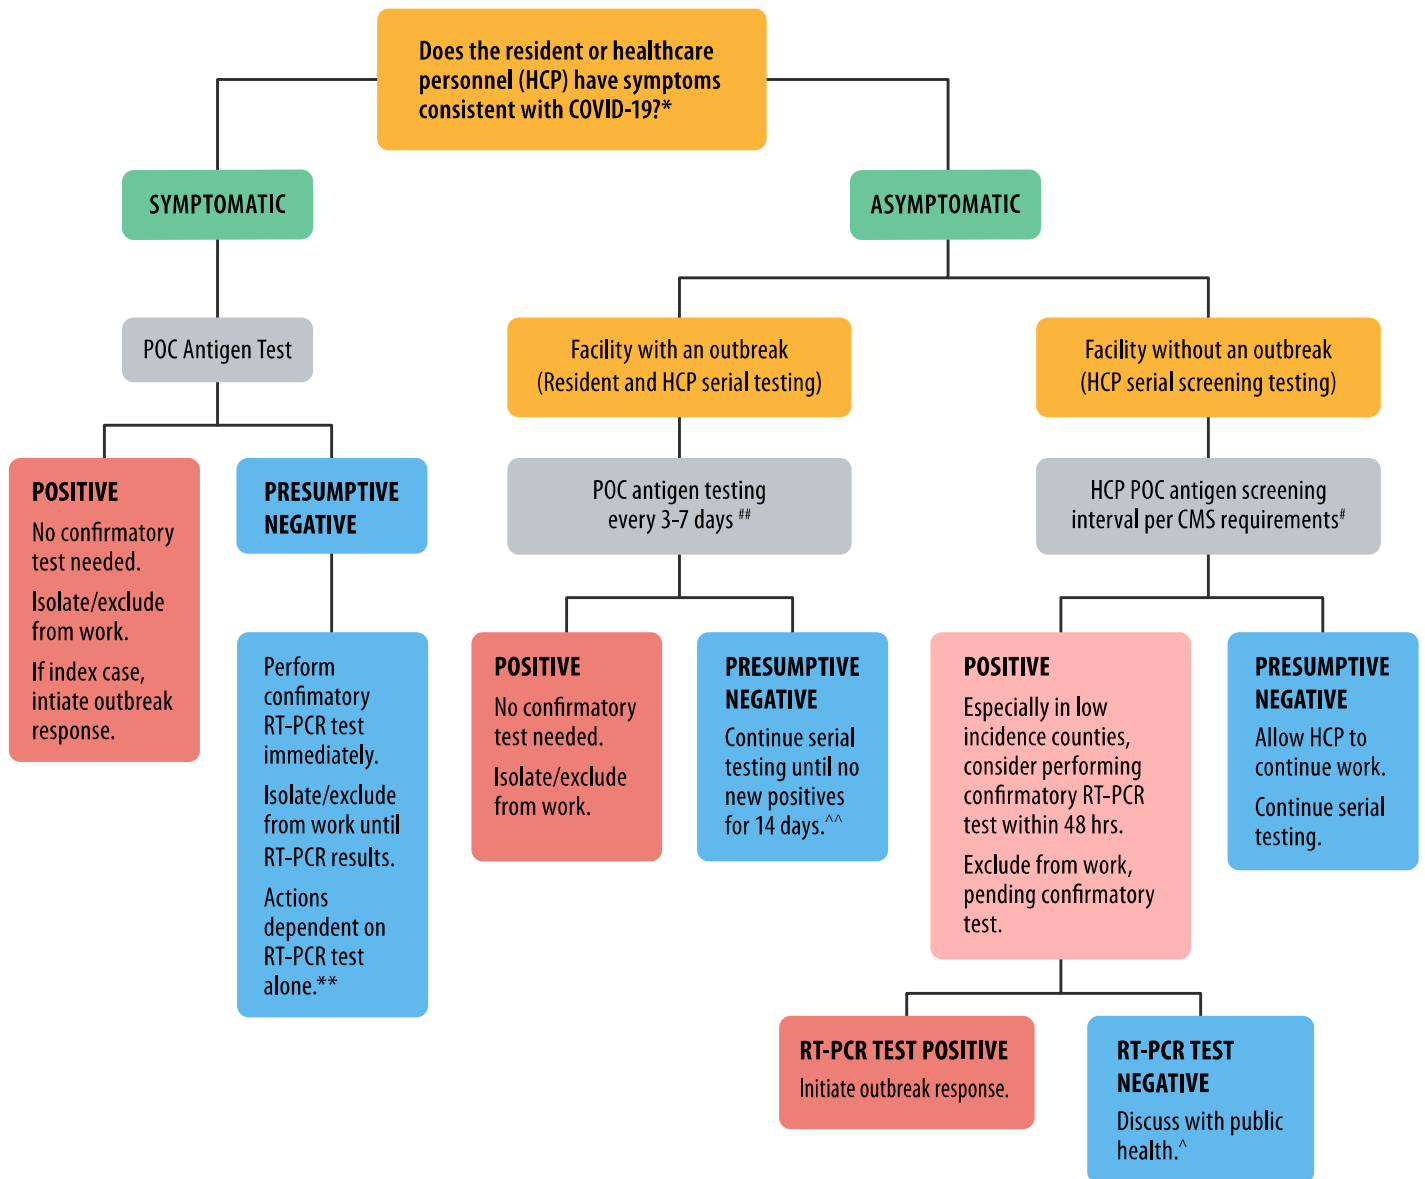 Does the resident or healthcare
personnel (HCP) have symptoms
consistent with COVID-19?*
SYMPTOMATIC
ASYMPTOMATIC
POC Antigen Test
Facility with an outbreak
(Resident and HCP serial testing)
Facility without an outbreak
(HCP serial screening testing)
POSITIVE
No confirmatory
test needed.
Isolate/exclude
from work.
If index case,
intiate outbreak
response.
PRESUMPTIVE
NEGATIVE
Perform
confimatory
RT-PCR test
immediately.
Isolate/exclude
from work until
RT-PCR results.
Actions
dependent on
RT-PCR test
alone.**
POC antigen testing
every 3-7 days ##
HCP POC antigen screening
interval per CMS requirements#
POSITIVE
No confirmatory
test needed.
Isolate/exclude
from work.
PRESUMPTIVE
NEGATIVE
Continue serial
testing until no
new positives
for 14 days.^^
POSITIVE
Especially in low
incidence counties,
consider performing
confirmatory RT-PCR
test within 48 hrs.
Exclude from work,
pending confirmatory
test.
PRESUMPTIVE
NEGATIVE
Allow HCP to
continue work.
Continue serial
testing.
RT-PCR TEST POSITIVE
Initiate outbreak response.
RT-PCR TEST
NEGATIVE
Discuss with public
health.^